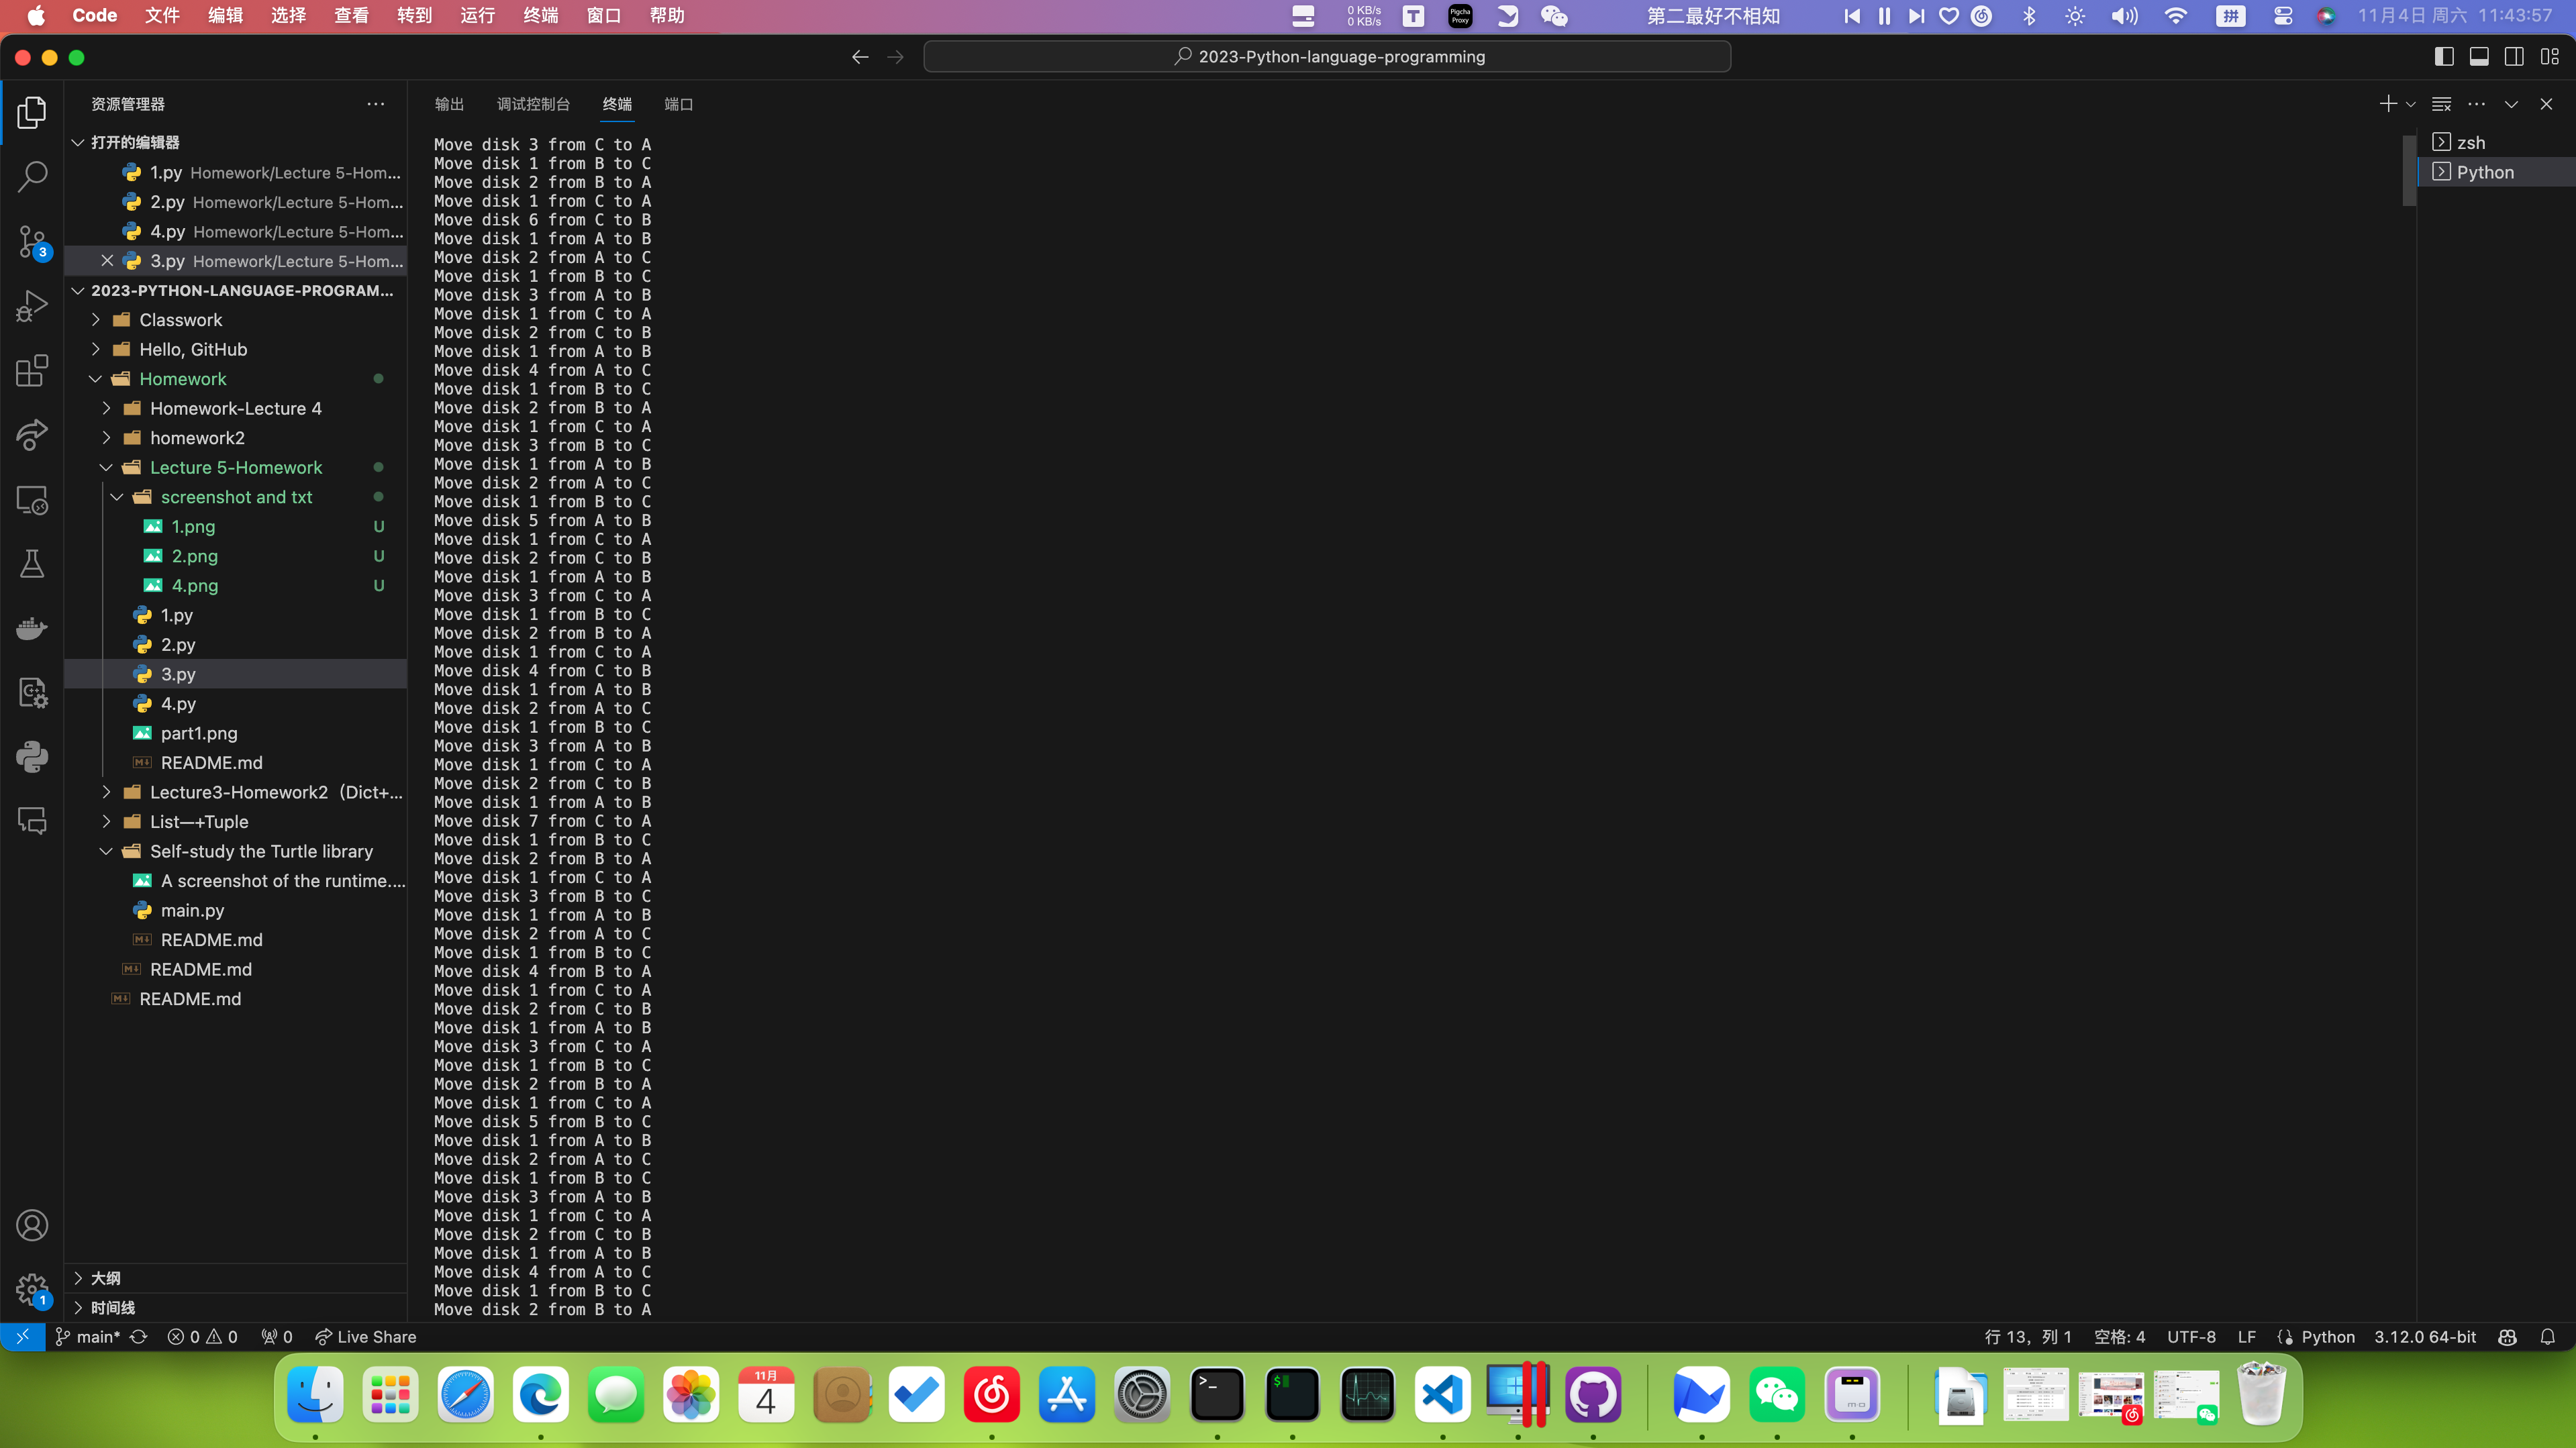 Code 文件 编辑 选择 查看 转到 运行 终端 窗口 帮助 0 KB/s 0 KB/s T Pigcha Proxy 第二最好不相知 拼 11月4日 周六 11:43:57
2023-Python-language-programming
资源管理器
打开的编辑器
1.py Homework/Lecture 5-Hom...
2.py Homework/Lecture 5-Hom...
4.py Homework/Lecture 5-Hom...
3.py Homework/Lecture 5-Hom...
2023-PYTHON-LANGUAGE-PROGRAM...
Classwork
Hello, GitHub
Homework
Homework-Lecture 4
homework2
Lecture 5-Homework
screenshot and txt
1.png U
2.png U
4.png U
1.py
2.py
3.py
4.py
part1.png
README.md
Lecture3-Homework2（Dict+...
List—+Tuple
Self-study the Turtle library
A screenshot of the runtime....
main.py
README.md
README.md
README.md
大纲
时间线
3
1
输出 调试控制台 终端 端口
Move disk 3 from C to A
Move disk 1 from B to C
Move disk 2 from B to A
Move disk 1 from C to A
Move disk 6 from C to B
Move disk 1 from A to B
Move disk 2 from A to C
Move disk 1 from B to C
Move disk 3 from A to B
Move disk 1 from C to A
Move disk 2 from C to B
Move disk 1 from A to B
Move disk 4 from A to C
Move disk 1 from B to C
Move disk 2 from B to A
Move disk 1 from C to A
Move disk 3 from B to C
Move disk 1 from A to B
Move disk 2 from A to C
Move disk 1 from B to C
Move disk 5 from A to B
Move disk 1 from C to A
Move disk 2 from C to B
Move disk 1 from A to B
Move disk 3 from C to A
Move disk 1 from B to C
Move disk 2 from B to A
Move disk 1 from C to A
Move disk 4 from C to B
Move disk 1 from A to B
Move disk 2 from A to C
Move disk 1 from B to C
Move disk 3 from A to B
Move disk 1 from C to A
Move disk 2 from C to B
Move disk 1 from A to B
Move disk 7 from C to A
Move disk 1 from B to C
Move disk 2 from B to A
Move disk 1 from C to A
Move disk 3 from B to C
Move disk 1 from A to B
Move disk 2 from A to C
Move disk 1 from B to C
Move disk 4 from B to A
Move disk 1 from C to A
Move disk 2 from C to B
Move disk 1 from A to B
Move disk 3 from C to A
Move disk 1 from B to C
Move disk 2 from B to A
Move disk 1 from C to A
Move disk 5 from B to C
Move disk 1 from A to B
Move disk 2 from A to C
Move disk 1 from B to C
Move disk 3 from A to B
Move disk 1 from C to A
Move disk 2 from C to B
Move disk 1 from A to B
Move disk 4 from A to C
Move disk 1 from B to C
Move disk 2 from B to A
zsh
Python
main* 0 0 0 Live Share 行 13，列 1 空格: 4 UTF-8 LF Python 3.12.0 64-bit
11月
4